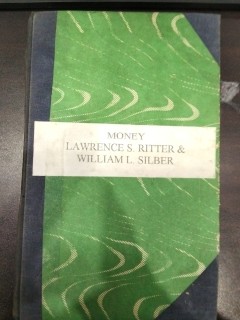 MONEY
LAWRENCE S. RITTER &
WILLIAM L. SILBER